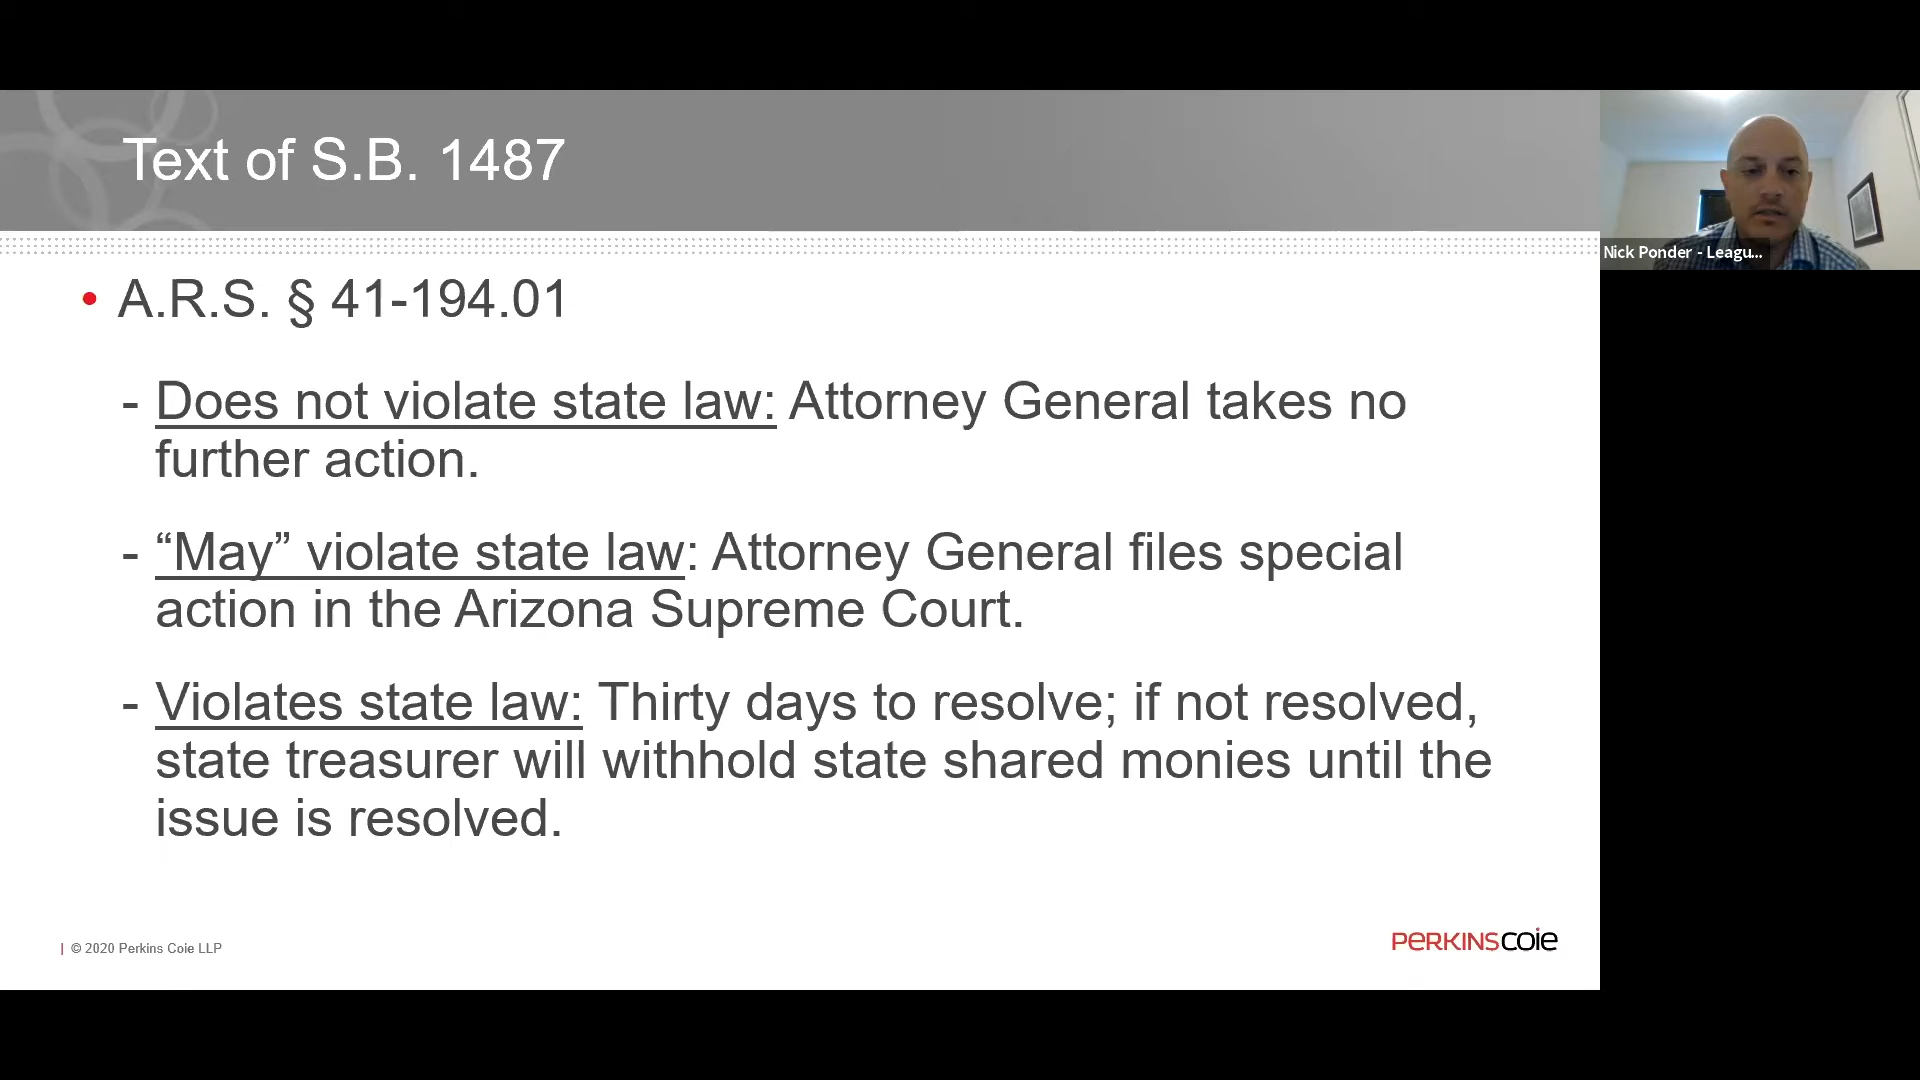 Text of S.B. 1487
Nick Ponder - Leagu...
• A.R.S. § 41-194.01
- Does not violate state law: Attorney General takes no
further action.
- “May” violate state law: Attorney General files special
action in the Arizona Supreme Court.
- Violates state law: Thirty days to resolve; if not resolved,
state treasurer will withhold state shared monies until the
issue is resolved.
| © 2020 Perkins Coie LLP
PERKINSCOIE